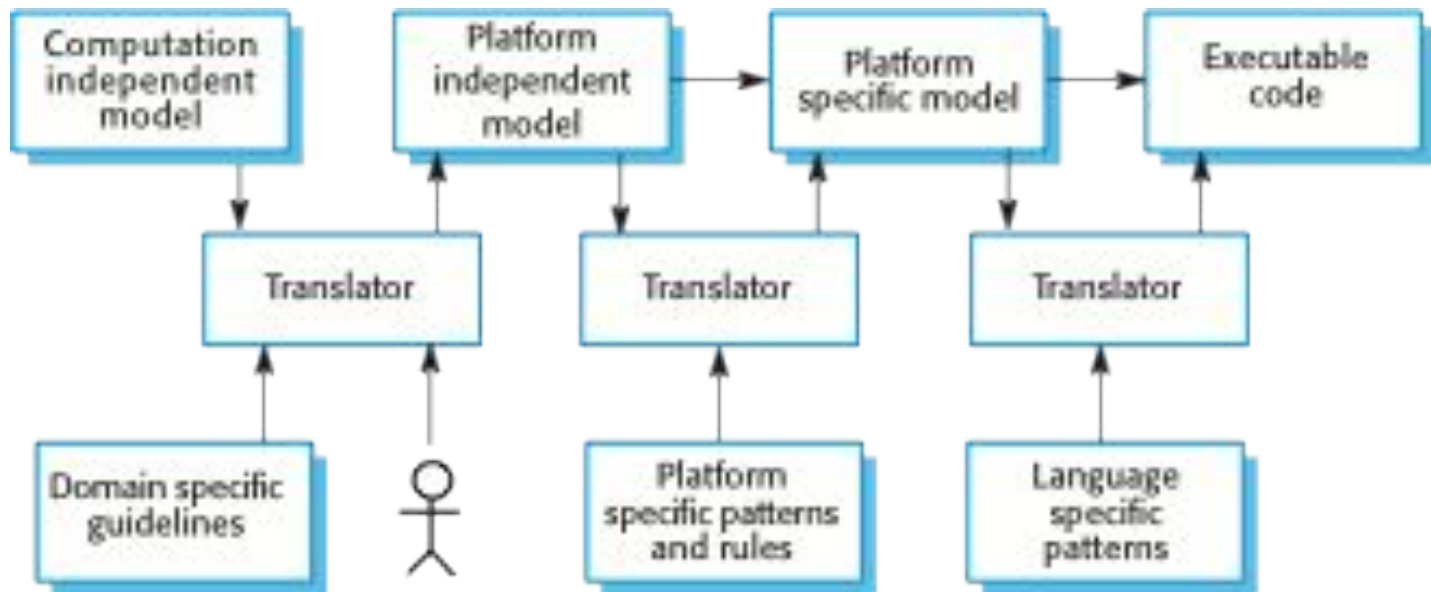 Computation
independent
model
Platform
independent
model
Platform
specific model
Executable
code
Translator
Translator
Translator
Domain specific
guidelines
Platform
specific patterns
and rules
Language
specific
patterns